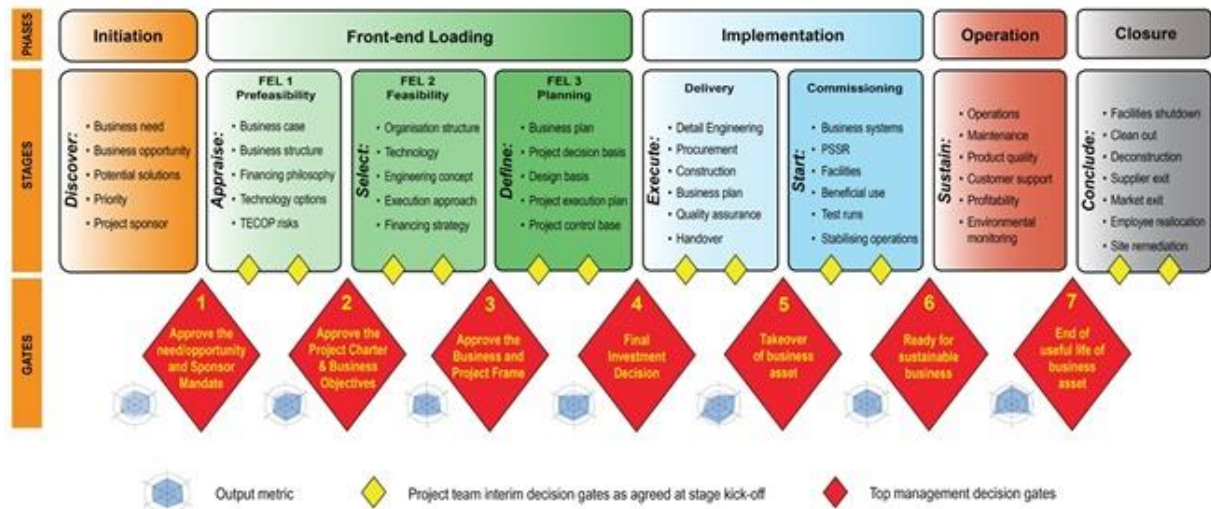 PHASES
Initiation
Front-end Loading
Implementation
Operation
Closure
STAGES
Discover:
• Business need
• Business opportunity
• Potential solutions
• Priority
• Project sponsor
Appraise:
FEL 1
Prefeasibility
• Business case
• Business structure
• Financing philosophy
• Technology options
• TECOP risks
Select:
FEL 2
Feasibility
• Organisation structure
• Technology
• Engineering concept
• Execution approach
• Financing strategy
Define:
FEL 3
Planning
• Business plan
• Project decision basis
• Design basis
• Project execution plan
• Project control base
Execute:
Delivery
• Detail Engineering
• Procurement
• Construction
• Business plan
• Quality assurance
• Handover
Start:
Commissioning
• Business systems
• PSSR
• Facilities
• Beneficial use
• Test runs
• Stabilising operations
Sustain:
• Operations
• Maintenance
• Product quality
• Customer support
• Profitability
• Environmental
monitoring
Conclude:
• Facilities shutdown
• Clean out
• Deconstruction
• Supplier exit
• Market exit
• Employee reallocation
• Site remediation
GATES
1
Approve the
need/opportunity
and Sponsor
Mandate
2
Approve the
Project Charter
& Business
Objectives
3
Approve the
Business and
Project Frame
4
Final
Investment
Decision
5
Takeover
of business
asset
6
Ready for
sustainable
business
7
End of
useful life of
business
asset
Output metric
Project team interim decision gates as agreed at stage kick-off
Top management decision gates